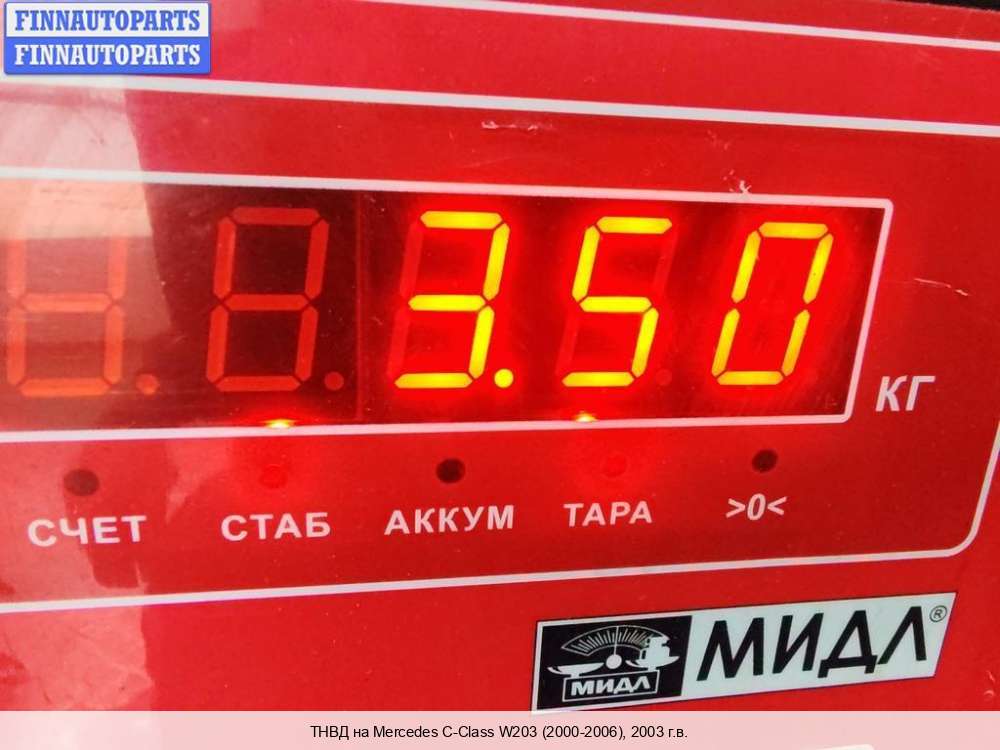 FINNAUTOPARTS
FINNAUTOPARTS
3.50
КГ
СЧЕТ СТАБ АККУМ ТАРА >0<
МИДЛ МИДЛ®
ТНВД на Mercedes C-Class W203 (2000-2006), 2003 г.в.